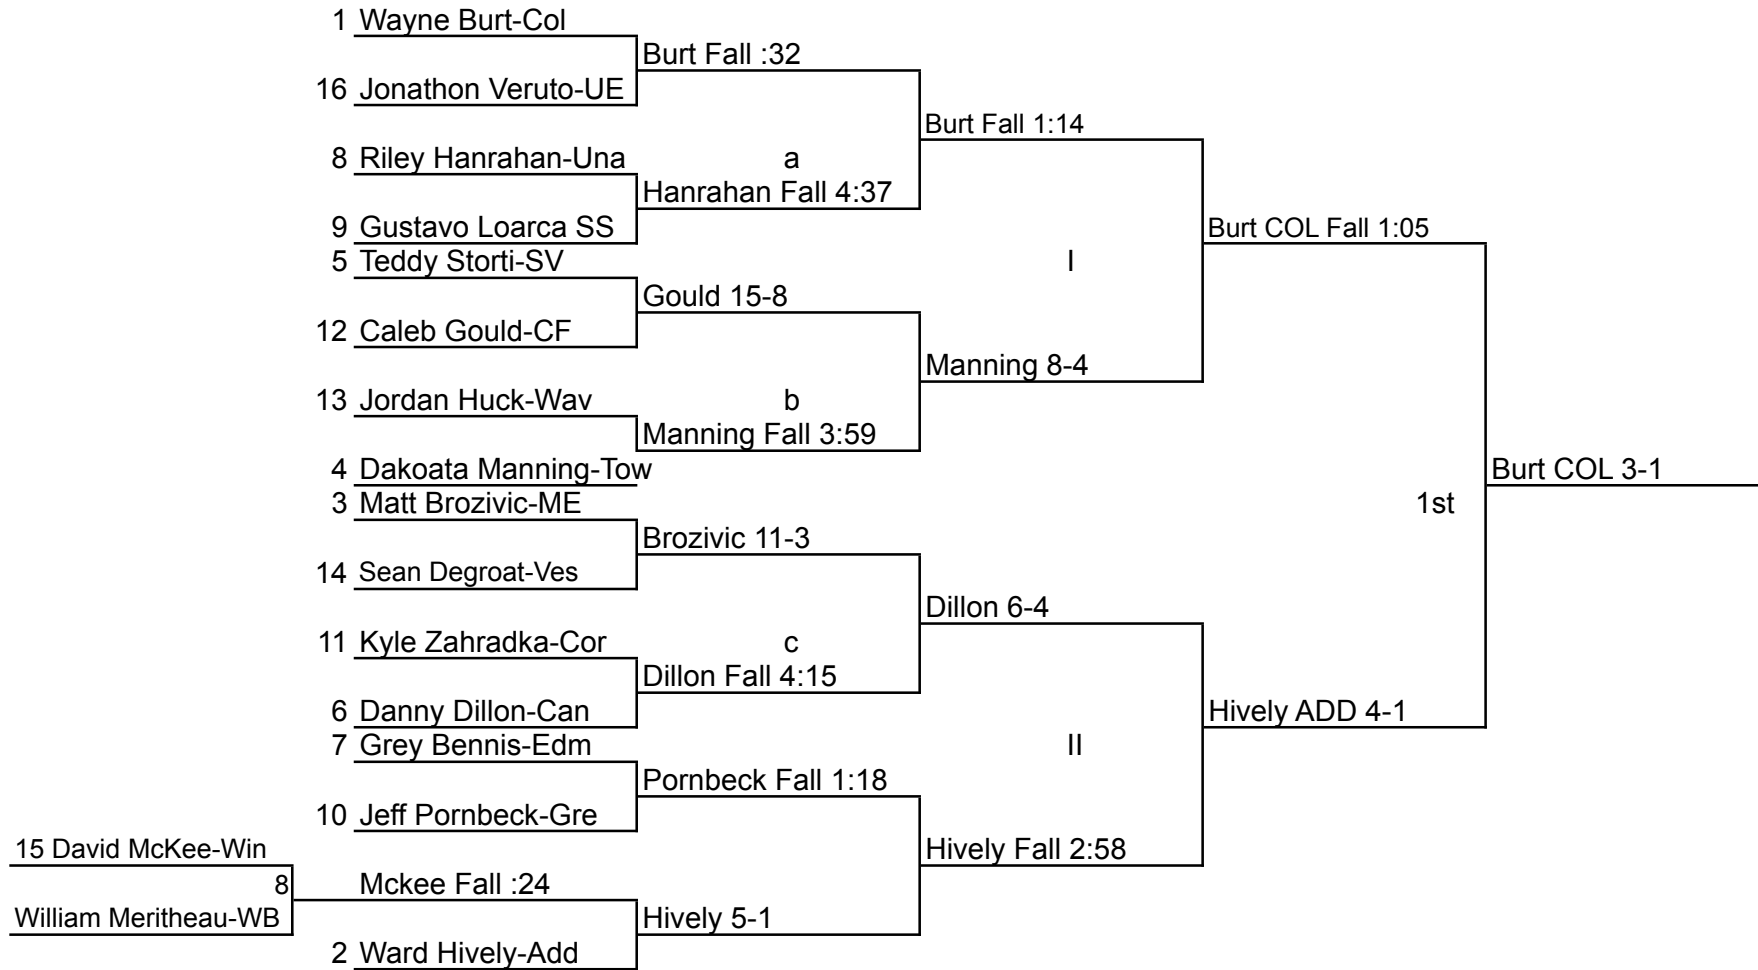 1 Wayne Burt-Col
Burt Fall :32
16 Jonathon Veruto-UE
Burt Fall 1:14
8 Riley Hanrahan-Una
a
Hanrahan Fall 4:37
9 Gustavo Loarca SS
Burt COL Fall 1:05
5 Teddy Storti-SV
I
Gould 15-8
12 Caleb Gould-CF
Manning 8-4
13 Jordan Huck-Wav
b
Manning Fall 3:59
4 Dakoata Manning-Tow
Burt COL 3-1
3 Matt Brozivic-ME
1st
Brozivic 11-3
14 Sean Degroat-Ves
Dillon 6-4
11 Kyle Zahradka-Cor
c
Dillon Fall 4:15
6 Danny Dillon-Can
Hively ADD 4-1
7 Grey Bennis-Edm
II
Pornbeck Fall 1:18
10 Jeff Pornbeck-Gre
15 David McKee-Win
Hively Fall 2:58
8
Mckee Fall :24
William Meritheau-WB
Hively 5-1
2 Ward Hively-Add